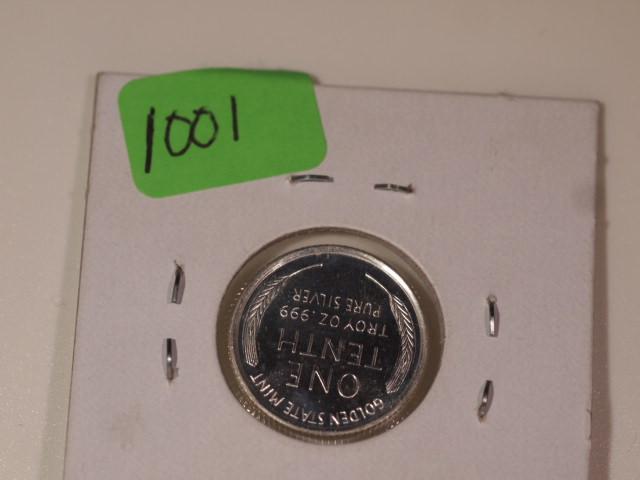 1001
GOLDEN STATE MINT
ONE
TENTH
TROY OZ .999
PURE SILVER